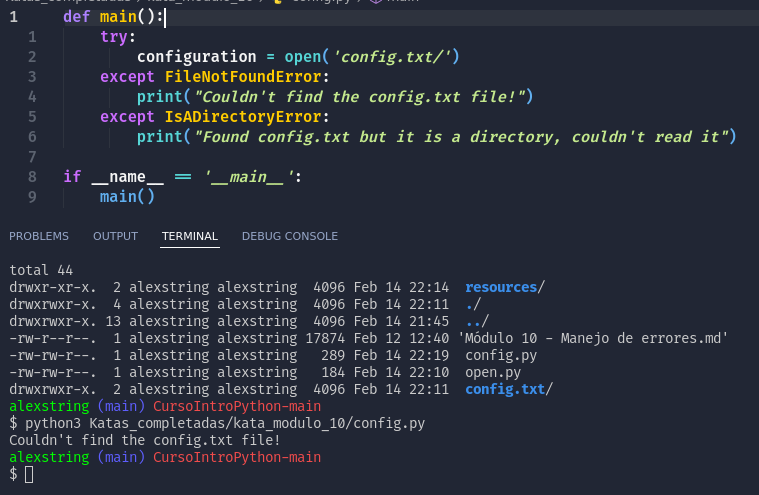 1 def main():
1 try:
2 configuration = open('config.txt/')
3 except FileNotFoundError:
4 print("Couldn't find the config.txt file!")
5 except IsADirectoryError:
6 print("Found config.txt but it is a directory, couldn't read it")
7
8 if __name__ == '__main__':
9 main()
PROBLEMS OUTPUT TERMINAL DEBUG CONSOLE
total 44
drwxr-xr-x. 2 alexstring alexstring 4096 Feb 14 22:14 resources/
drwxrwxr-x. 4 alexstring alexstring 4096 Feb 14 22:11 ./
drwxrwxr-x. 13 alexstring alexstring 4096 Feb 14 21:45 ../
-rw-r--r--. 1 alexstring alexstring 17874 Feb 12 12:40 'Módulo 10 - Manejo de errores.md'
-rw-rw-r--. 1 alexstring alexstring 289 Feb 14 22:19 config.py
-rw-rw-r--. 1 alexstring alexstring 184 Feb 14 22:10 open.py
drwxrwxr-x. 2 alexstring alexstring 4096 Feb 14 22:11 config.txt/
alexstring (main) CursoIntroPython-main
$ python3 Katas_completadas/kata_modulo_10/config.py
Couldn't find the config.txt file!
alexstring (main) CursoIntroPython-main
$